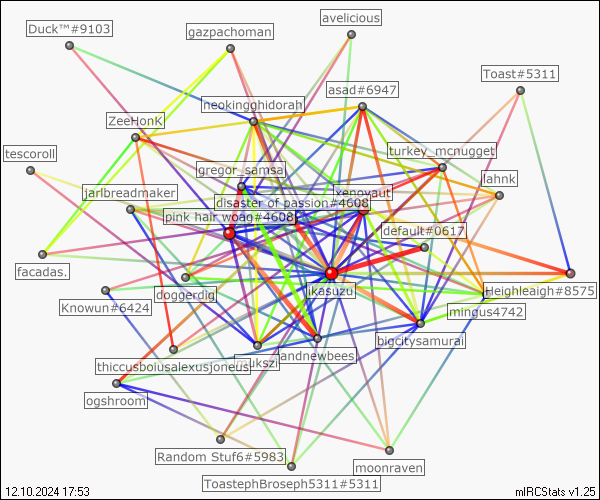 Duck™#9103
gazpachoman
avelicious
Toast#5311
asad#6947
neokingghidorah
ZeeHonK
turkey_mcnugget
tescoroll
gregor_samsa
jarlbreadmaker
xenovaut
lahnk
disaster of passion#4608
pink hair woag#4608
default#0617
facadas.
doggerdig
ikasuzu
Heighleaigh#8575
Knowun#6424
mingus4742
bigcitysamurai
thiccusboiusalexusjoneus
mukszi
landnewbees
ogshroom
Random Stuf6#5983
moonraven
ToastephBroseph5311#5311
12.10.2024 17:53
mIRCStats v1.25